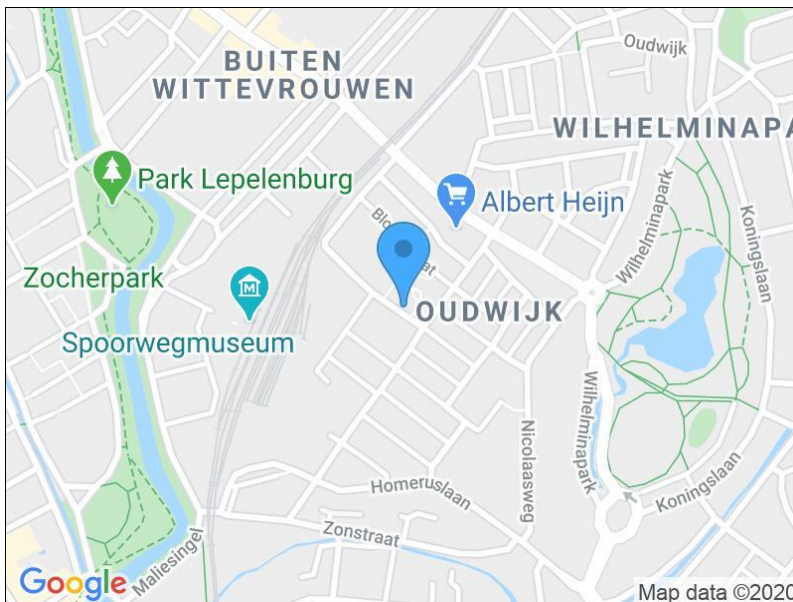 Oudwijk
BUITEN
WITTEVROUWEN
WILHELMINAPA
Park Lepelenburg
Albert Heijn
Wilhelminapark
Koningslaan
Zocherpark
OUDWIJK
Spoorwegmuseum
M
Wilhelminapark
Nicolaasweg
Homeruslaan
Koningslaan
Zonstraat
Maliesingel
Google
Map data ©2020